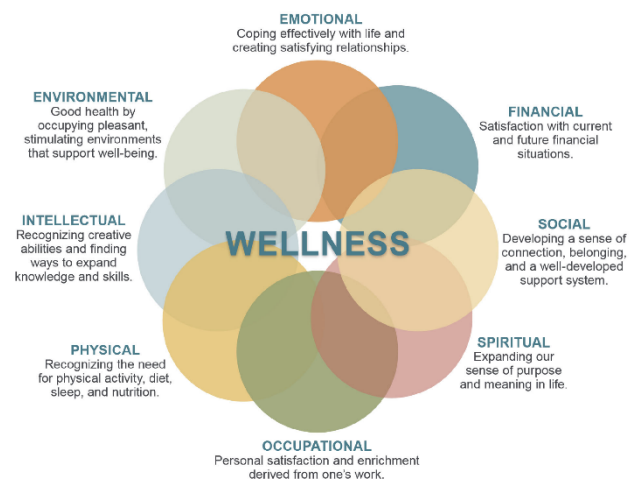 EMOTIONAL
Coping effectively with life and
creating satisfying relationships.
ENVIRONMENTAL
Good health by
occupying pleasant,
stimulating environments
that support well-being.
FINANCIAL
Satisfaction with current
and future financial
situations.
INTELLECTUAL
Recognizing creative
abilities and finding
ways to expand
knowledge and skills.
WELLNESS
SOCIAL
Developing a sense of
connection, belonging,
and a well-developed
support system.
PHYSICAL
Recognizing the need
for physical activity, diet,
sleep, and nutrition.
SPIRITUAL
Expanding our
sense of purpose
and meaning in life.
OCCUPATIONAL
Personal satisfaction and enrichment
derived from one's work.